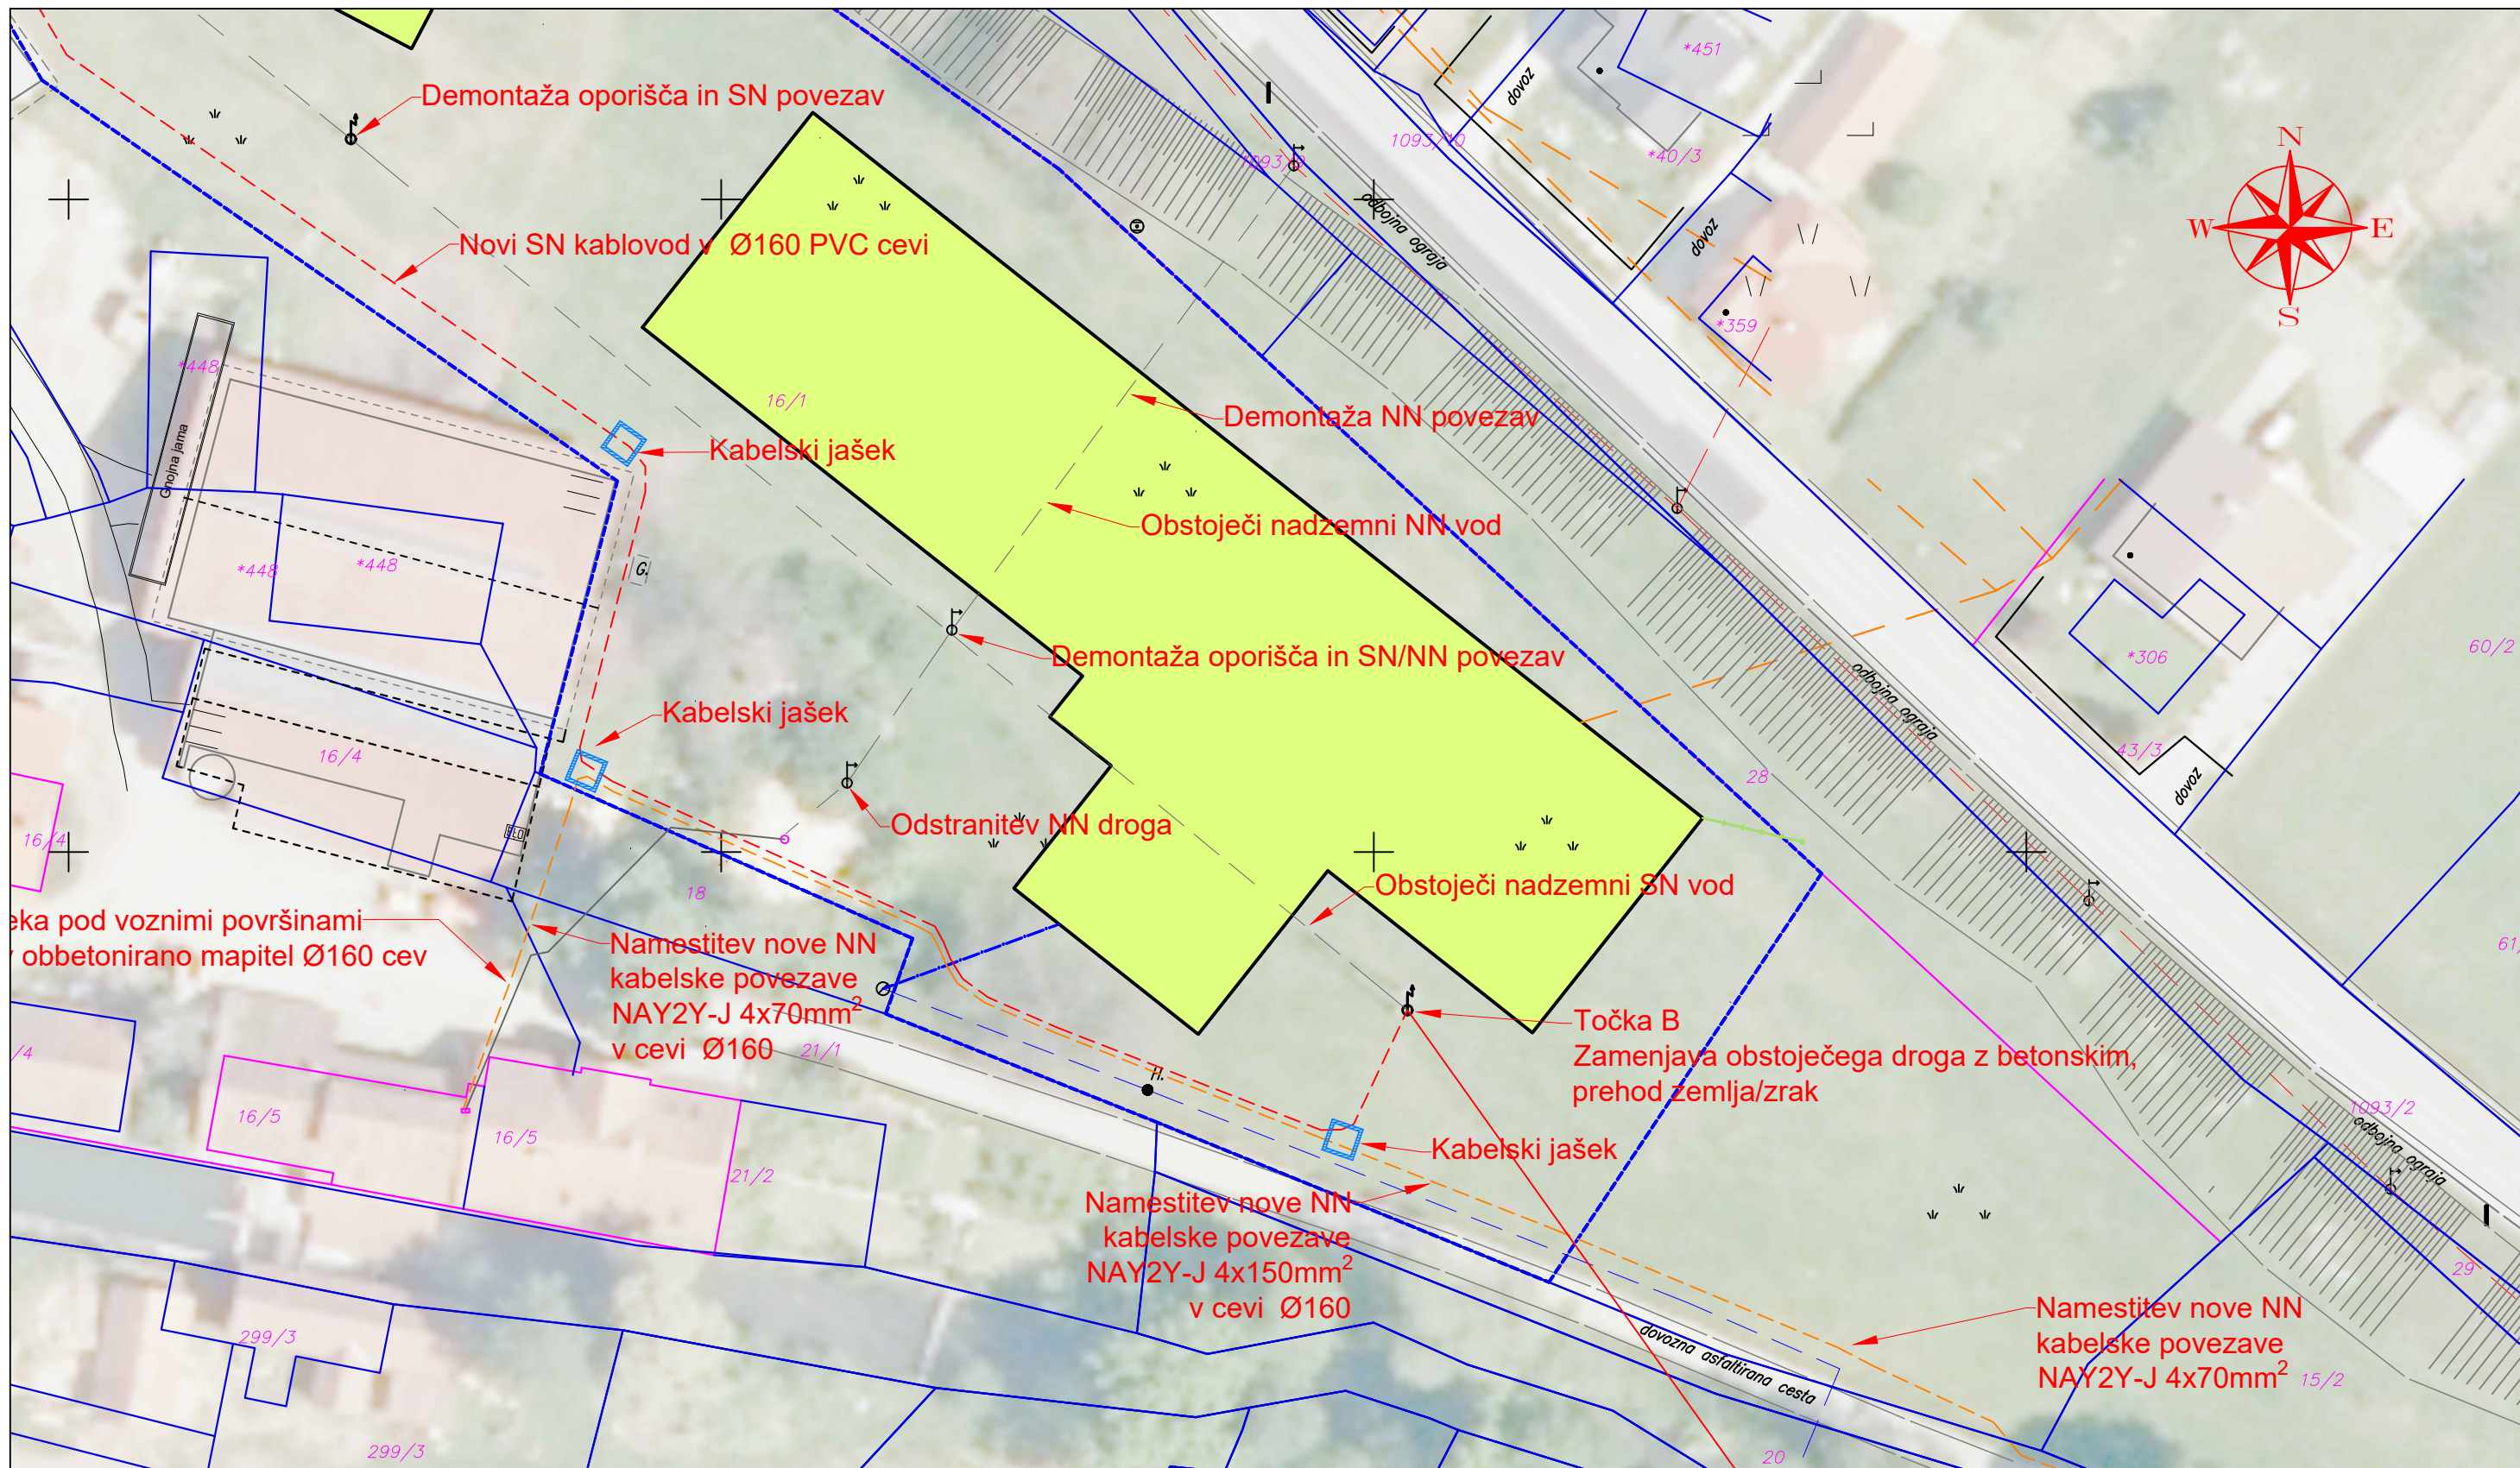 *451
dovoz
Demontaža oporišča in SN povezav
1093/10
*40/3
N
W
E
S
odbojna ograja
dovoz
Novi SN kablovod v Ø160 PVC cevi
*359
*448
16/1
Demontaža NN povezav
Kabelski jašek
Gnojna jama
Obstoječi nadzemni NN vod
*448
*448
G.
Demontaža oporišča in SN/NN povezav
*306
60/2
odbojna ograja
Kabelski jašek
16/4
28
43/3
dovoz
Odstranitev NN droga
16/4
18
Obstoječi nadzemni SN vod
pod voznimi površinami
obbetonirano mapitel Ø160 cev
Namestitev nove NN
kabelske povezave
NAY2Y-J 4x70mm²
v cevi Ø160
Točka B
Zamenjava obstoječega droga z betonskim,
prehod zemlja/zrak
/4
21/1
H.
16/5
16/5
21/2
1093/2
odbojna ograja
Kabelski jašek
Namestitev nove NN
kabelske povezave
NAY2Y-J 4x150mm²
v cevi Ø160
29
Namestitev nove NN
kabelske povezave
NAY2Y-J 4x70mm²
15/2
299/3
dovozna asfaltirana cesta
299/3
20